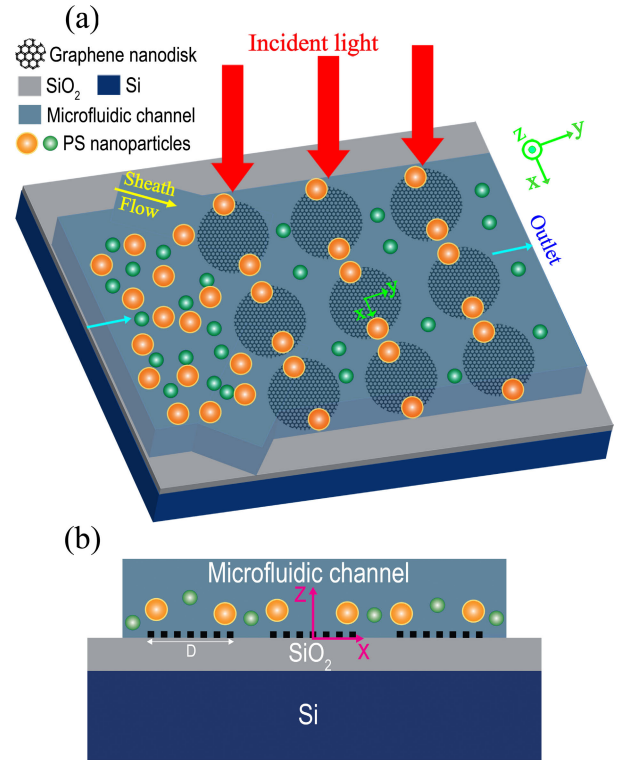 (a)
Graphene nanodisk
SiO2 Si
Microfluidic channel
PS nanoparticles
Incident light
Sheath
Flow
z
y
x
Outlet
y
x
(b)
Microfluidic channel
z
x
SiO2
D
Si